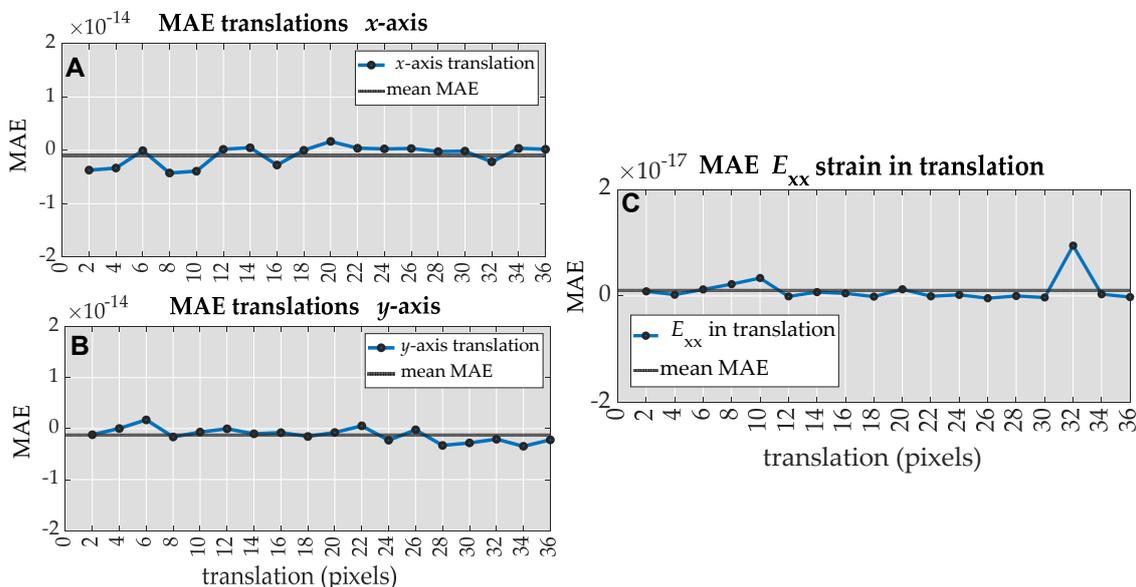 ×10⁻¹⁴ MAE translations x-axis
2
A
x-axis translation
mean MAE
1
0
-1
-2
MAE
0 2 4 6 8 10 12 14 16 18 20 22 24 26 28 30 32 34 36
×10⁻¹⁴ MAE translations y-axis
2
B
y-axis translation
mean MAE
1
0
-1
-2
MAE
0 2 4 6 8 10 12 14 16 18 20 22 24 26 28 30 32 34 36
translation (pixels)
×10⁻¹⁷ MAE Exx strain in translation
2
C
0
-2
MAE
Exx in translation
mean MAE
0 2 4 6 8 10 12 14 16 18 20 22 24 26 28 30 32 34 36
translation (pixels)